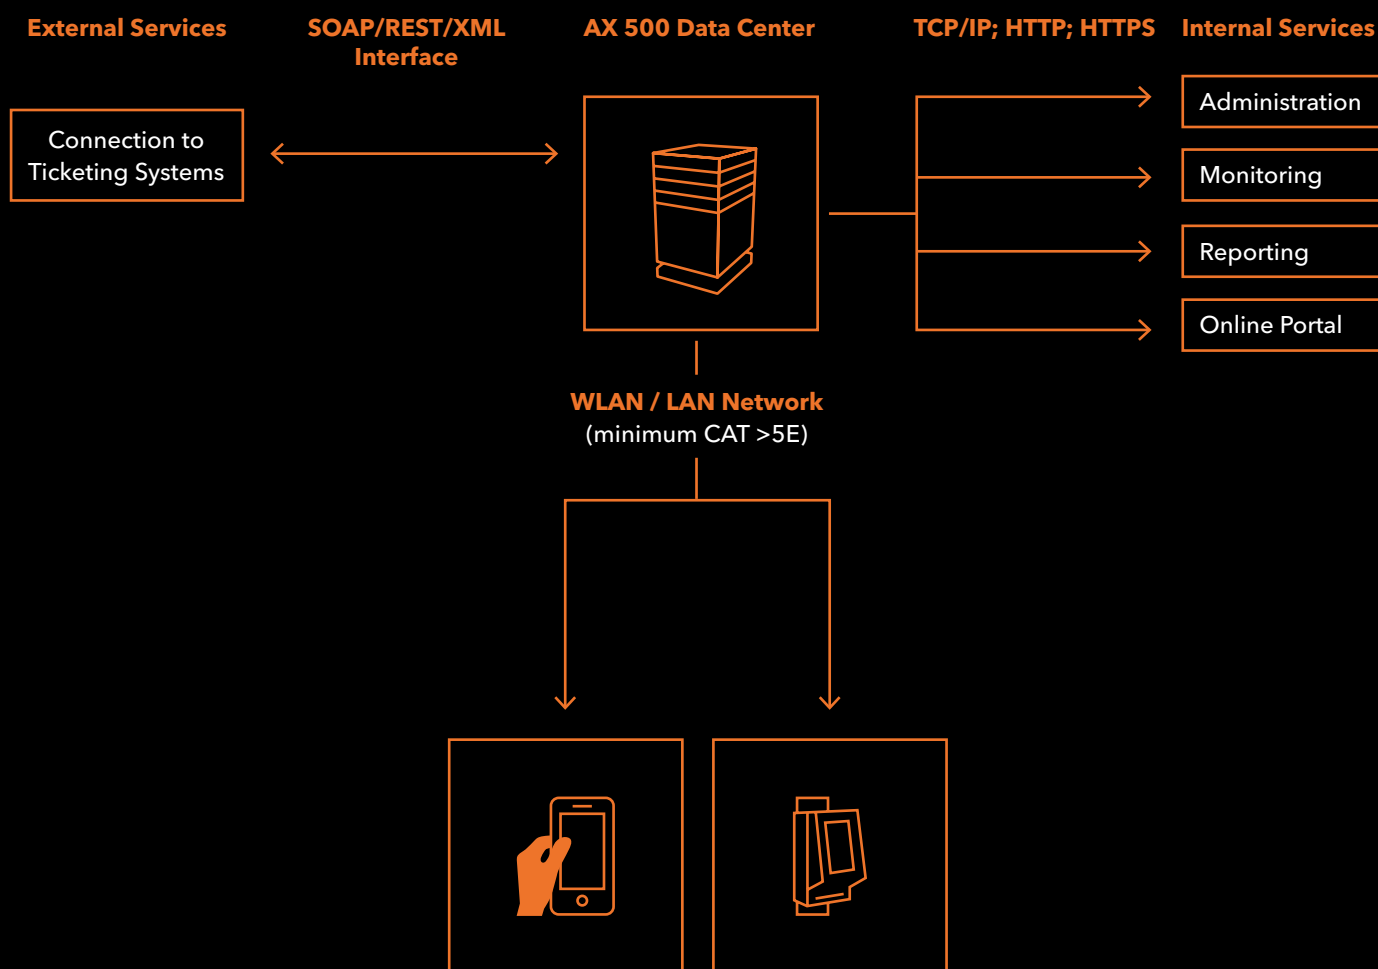 External Services
SOAP/REST/XML
Interface
AX 500 Data Center
TCP/IP; HTTP; HTTPS
Internal Services
Connection to
Ticketing Systems
Administration
Monitoring
Reporting
Online Portal
WLAN / LAN Network
(minimum CAT >5E)